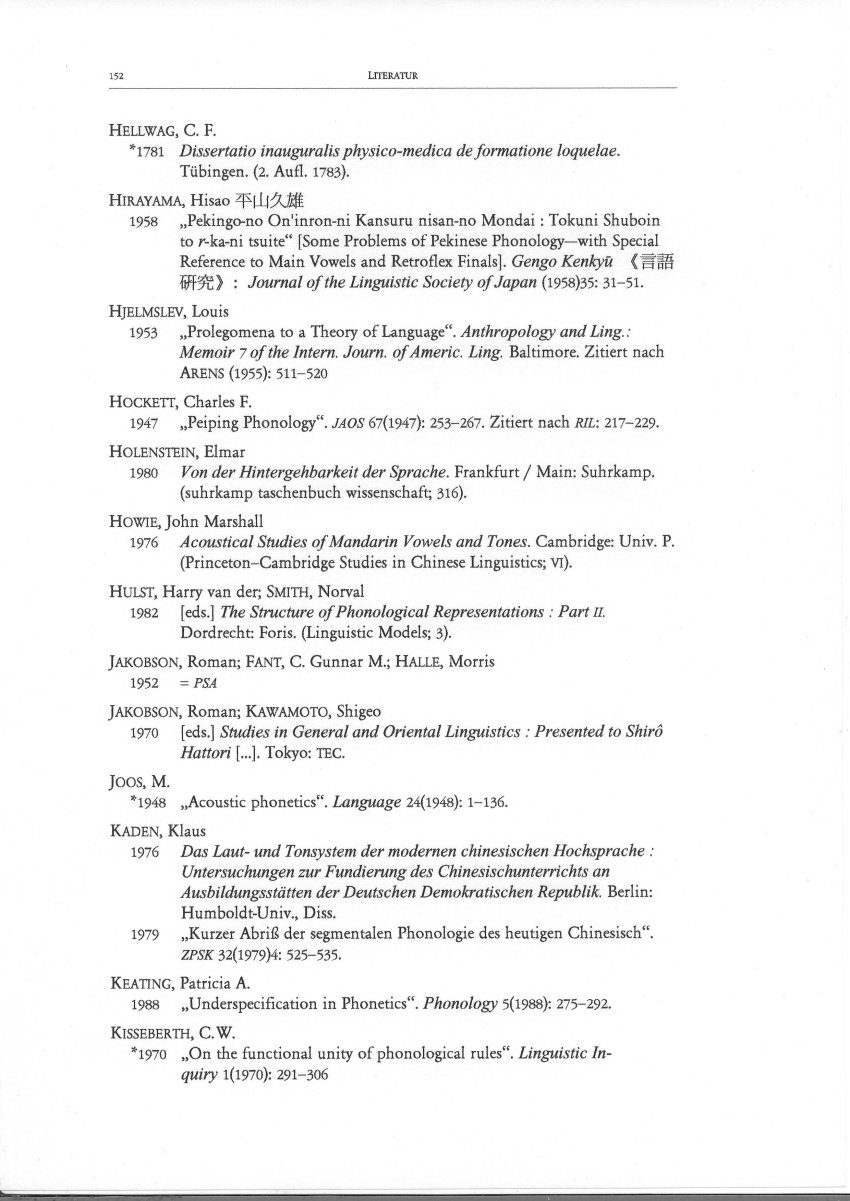 152 LITERATUR
HELLWAG, C. F.
*1781 Dissertatio inauguralis physico-medica de formatione loquelae.
Tübingen. (2. Aufl. 1783).
HIRAYAMA, Hisao 平山久雄
1958 „Pekingo-no On'inron-ni Kansuru nisan-no Mondai : Tokuni Shuboin
to r-ka-ni tsuite“ [Some Problems of Pekinese Phonology—with Special
Reference to Main Vowels and Retroflex Finals]. Gengo Kenkyū 《言語
研究》 : Journal of the Linguistic Society of Japan (1958)35: 31–51.
HJELMSLEV, Louis
1953 „Prolegomena to a Theory of Language“. Anthropology and Ling.:
Memoir 7 of the Intern. Journ. of Americ. Ling. Baltimore. Zitiert nach
ARENS (1955): 511–520
HOCKETT, Charles F.
1947 „Peiping Phonology“. JAOS 67(1947): 253–267. Zitiert nach RIL: 217–229.
HOLENSTEIN, Elmar
1980 Von der Hintergehbarkeit der Sprache. Frankfurt / Main: Suhrkamp.
(suhrkamp taschenbuch wissenschaft; 316).
HOWIE, John Marshall
1976 Acoustical Studies of Mandarin Vowels and Tones. Cambridge: Univ. P.
(Princeton–Cambridge Studies in Chinese Linguistics; VI).
HULST, Harry van der; SMITH, Norval
1982 [eds.] The Structure of Phonological Representations : Part II.
Dordrecht: Foris. (Linguistic Models; 3).
JAKOBSON, Roman; FANT, C. Gunnar M.; HALLE, Morris
1952 = PSA
JAKOBSON, Roman; KAWAMOTO, Shigeo
1970 [eds.] Studies in General and Oriental Linguistics : Presented to Shirô
Hattori [...]. Tokyo: TEC.
JOOS, M.
*1948 „Acoustic phonetics“. Language 24(1948): 1–136.
KADEN, Klaus
1976 Das Laut- und Tonsystem der modernen chinesischen Hochsprache :
Untersuchungen zur Fundierung des Chinesischunterrichts an
Ausbildungsstätten der Deutschen Demokratischen Republik. Berlin:
Humboldt-Univ., Diss.
1979 „Kurzer Abriß der segmentalen Phonologie des heutigen Chinesisch“.
ZPSK 32(1979)4: 525–535.
KEATING, Patricia A.
1988 „Underspecification in Phonetics“. Phonology 5(1988): 275–292.
KISSEBERTH, C.W.
*1970 „On the functional unity of phonological rules“. Linguistic In-
quiry 1(1970): 291–306